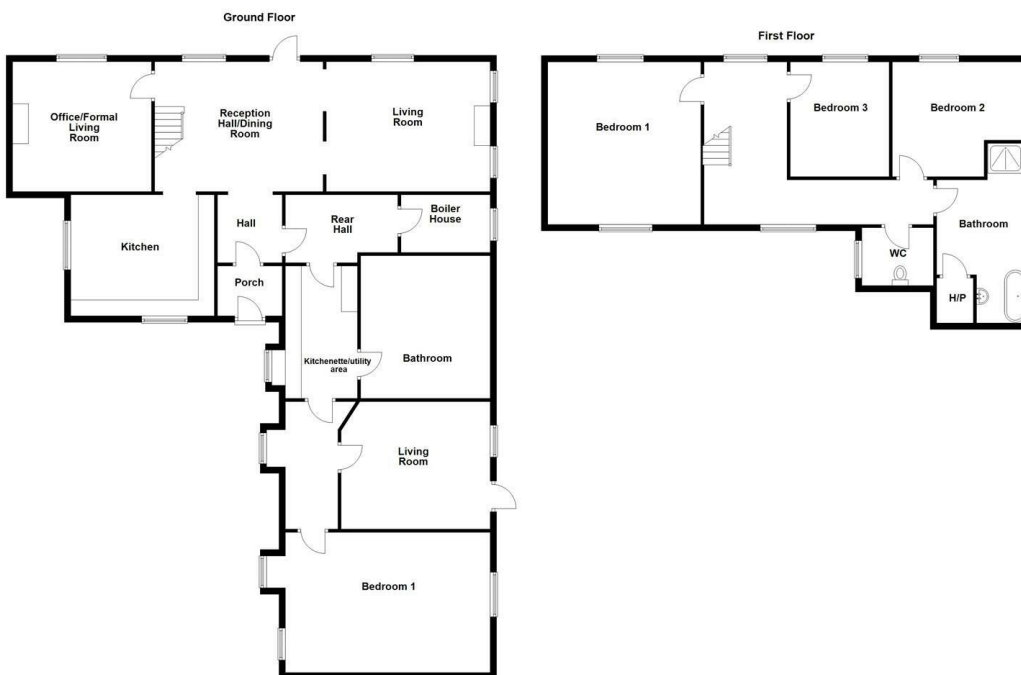 Ground Floor
Office/Formal
Living
Room
Reception
Hall/Dining
Room
Living
Room
Kitchen
Hall
Rear
Hall
Boiler
House
Porch
Kitchenette/utility
area
Bathroom
Living
Room
Bedroom 1
First Floor
Bedroom 1
Bedroom 3
Bedroom 2
Bathroom
WC
H/P